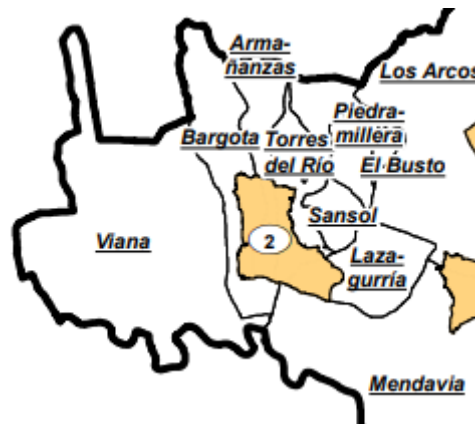 Arma-
ñanzas
Los Arcos
Piedra-
millera
Bargota
Torres
del Río
El Busto
Sansol
Viana
2
Laza-
gurría
Mendavia